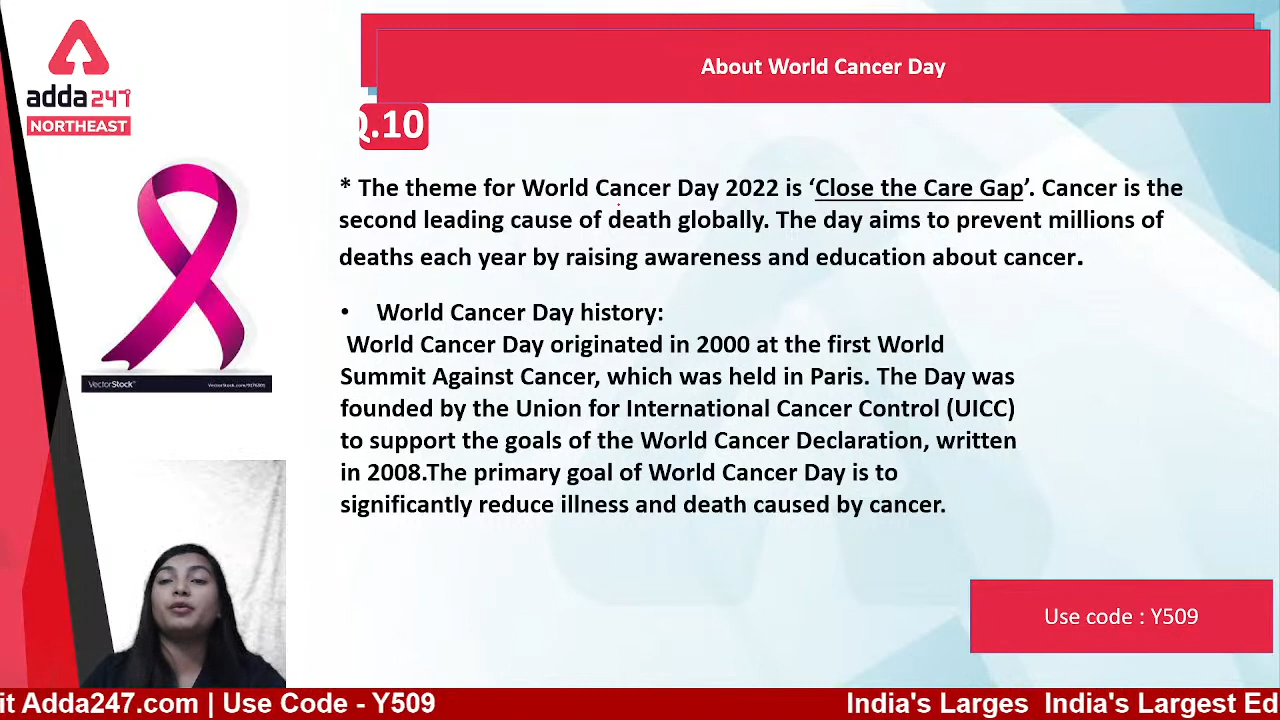 About World Cancer Day
adda247
NORTHEAST
Q.10
* The theme for World Cancer Day 2022 is ‘Close the Care Gap’. Cancer is the
second leading cause of death globally. The day aims to prevent millions of
deaths each year by raising awareness and education about cancer.
• World Cancer Day history:
World Cancer Day originated in 2000 at the first World
Summit Against Cancer, which was held in Paris. The Day was
founded by the Union for International Cancer Control (UICC)
to support the goals of the World Cancer Declaration, written
in 2008.The primary goal of World Cancer Day is to
significantly reduce illness and death caused by cancer.
VectorStock
Use code : Y509
it Adda247.com | Use Code - Y509
India's Larges India's Largest Ed